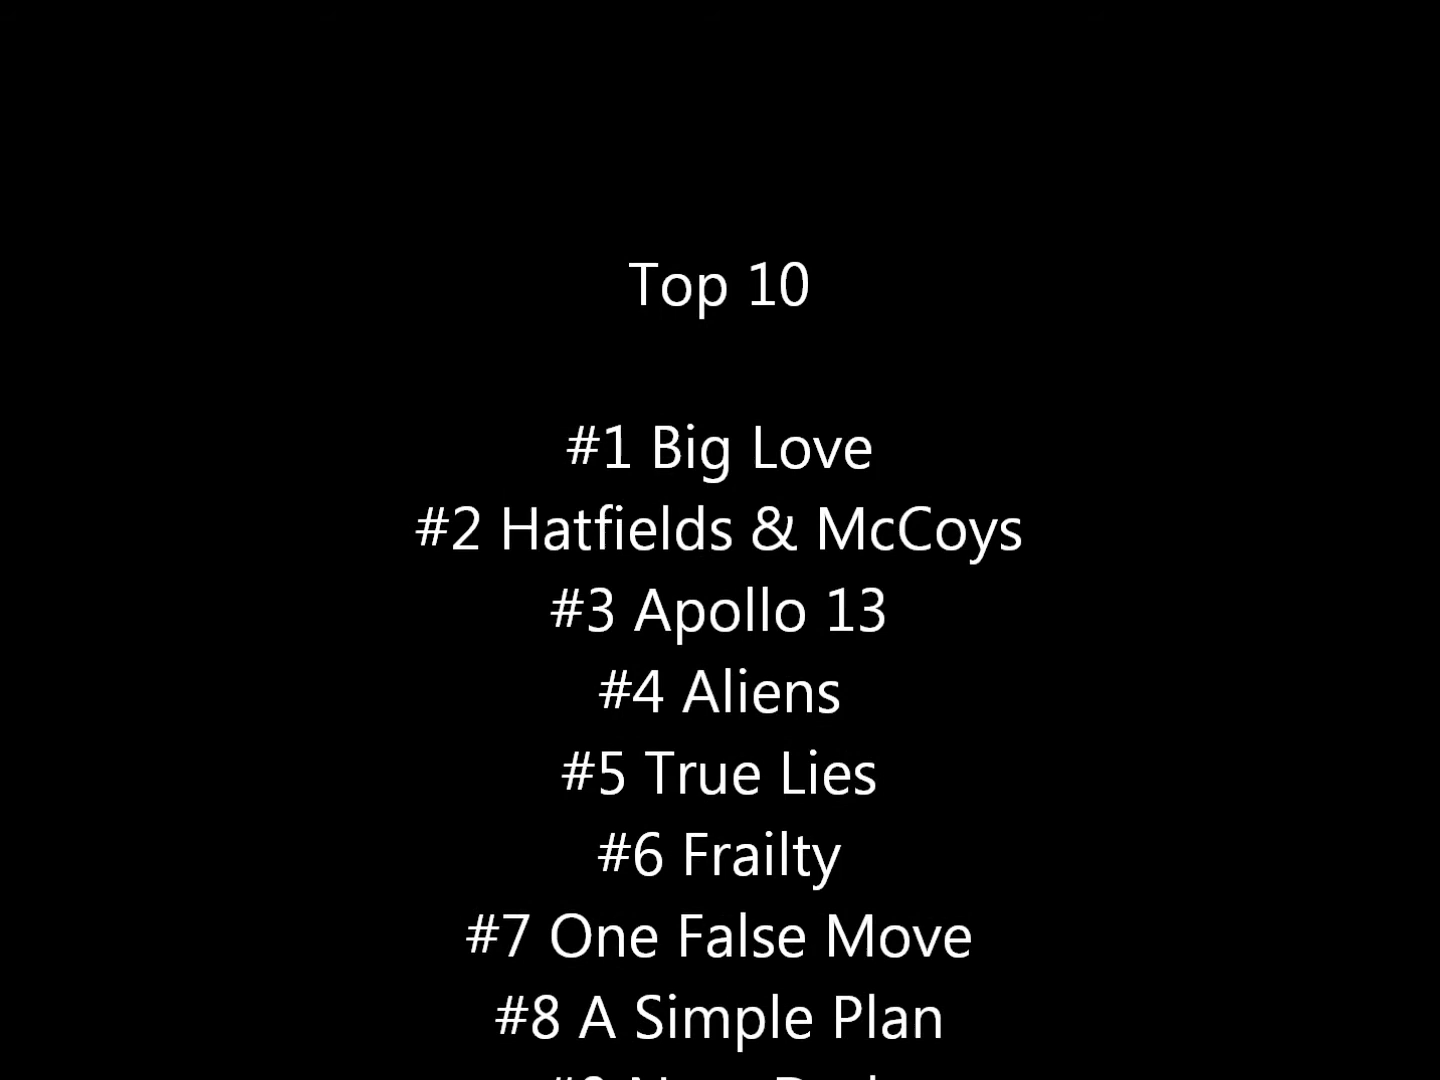 Top 10
#1 Big Love
#2 Hatfields & McCoys
#3 Apollo 13
#4 Aliens
#5 True Lies
#6 Frailty
#7 One False Move
#8 A Simple Plan